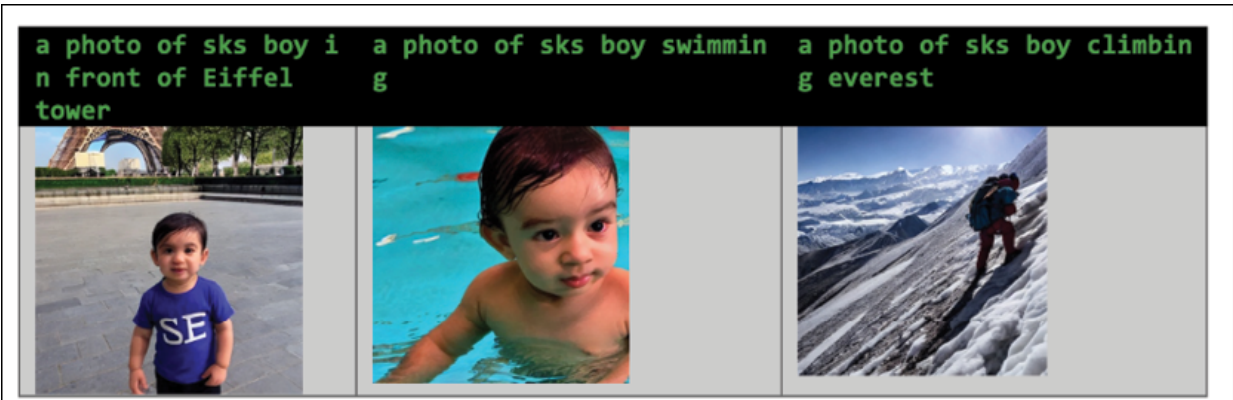 a photo of sks boy i
n front of Eiffel
tower
a photo of sks boy swimmin
g
a photo of sks boy climbin
g everest
SE